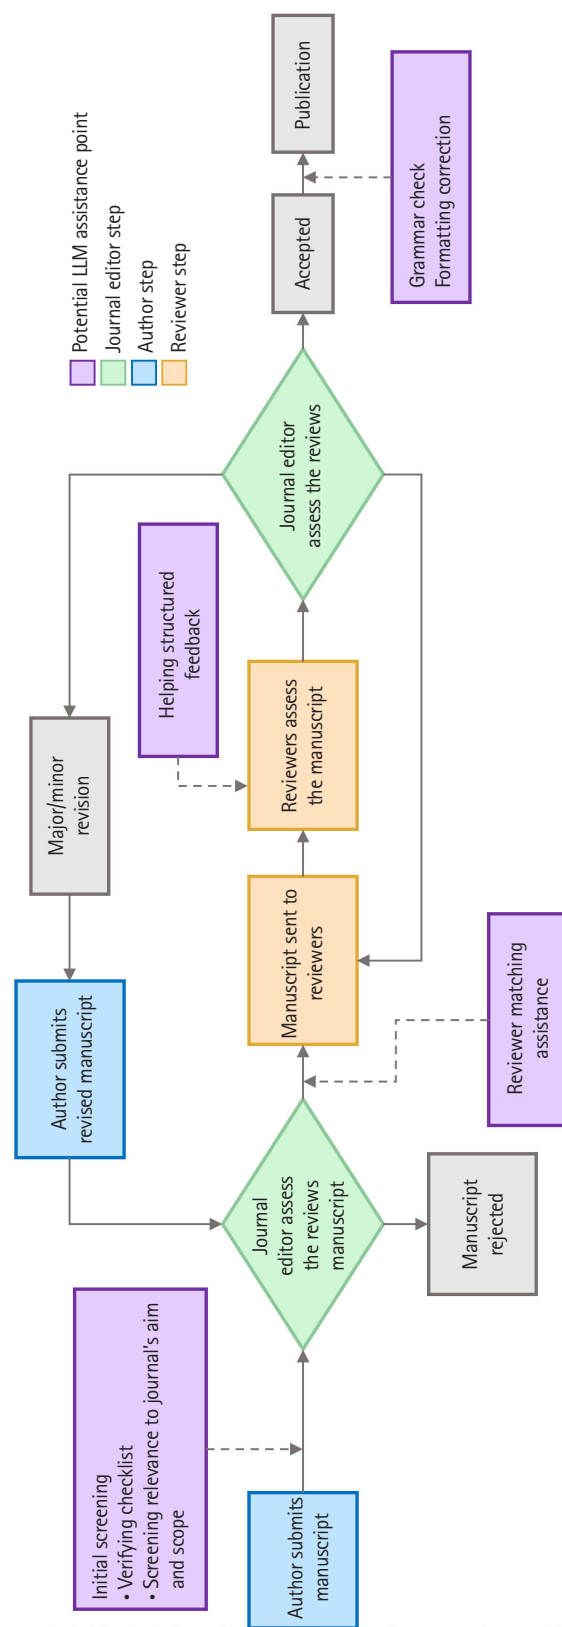 Potential LLM assistance point
Journal editor step
Author step
Reviewer step
Initial screening
• Verifying checklist
• Screening relevance to journal's aim
and scope
Author submits
manuscript
Journal
editor assess
the reviews
manuscript
Manuscript
rejected
Author submits
revised manuscript
Major/minor
revision
Reviewer matching
assistance
Manuscript sent to
reviewers
Helping structured
feedback
Reviewers assess
the manuscript
Journal editor
assess the reviews
Accepted
Grammar check
Formatting correction
Publication